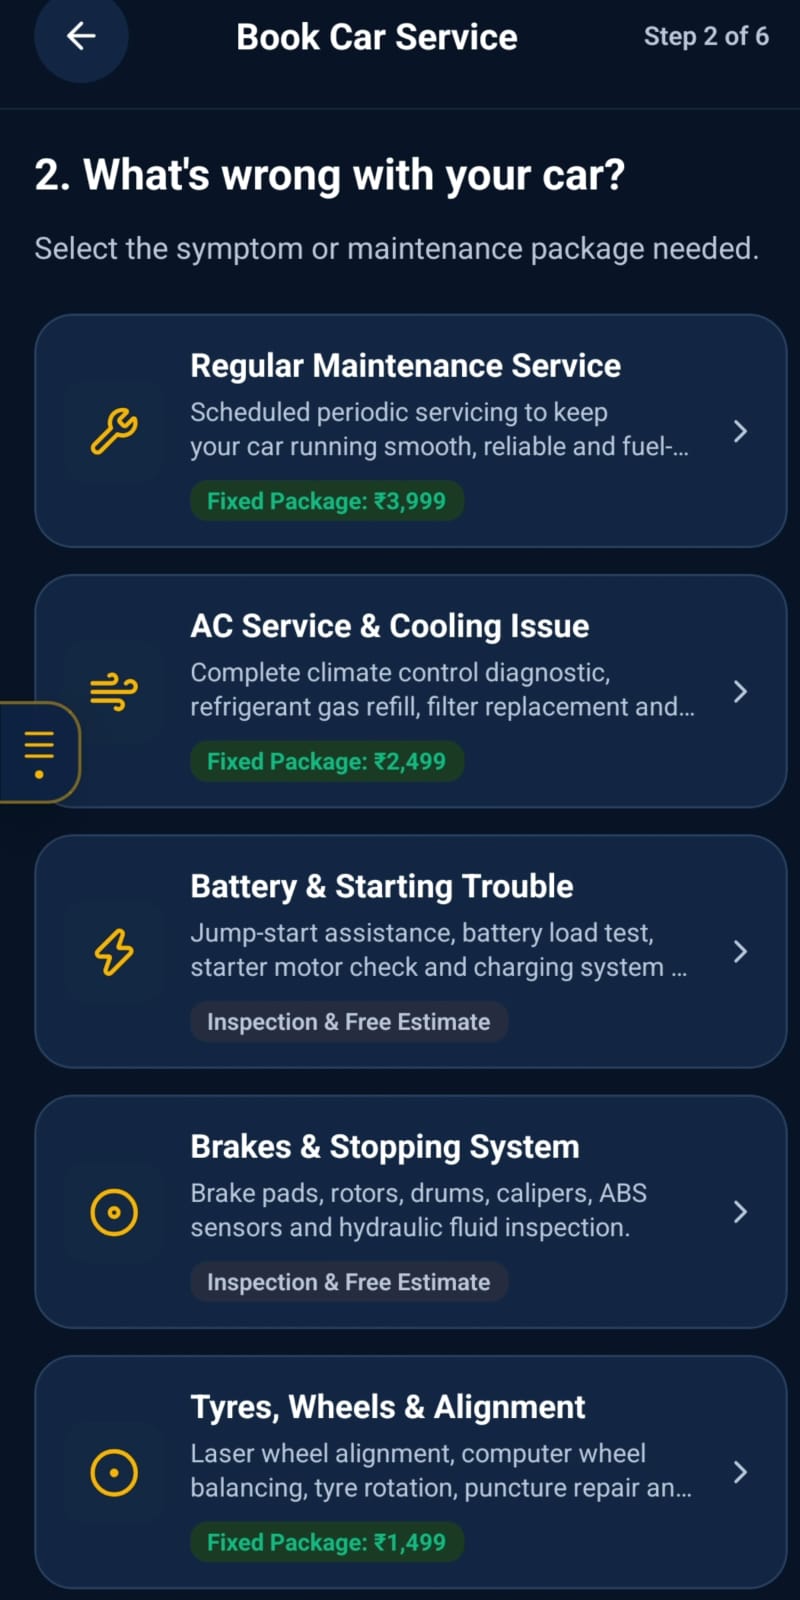 Book Car Service
Step 2 of 6
2. What's wrong with your car?
Select the symptom or maintenance package needed.
Regular Maintenance Service
Scheduled periodic servicing to keep
your car running smooth, reliable and fuel-...
Fixed Package: ₹3,999
AC Service & Cooling Issue
Complete climate control diagnostic,
refrigerant gas refill, filter replacement and...
Fixed Package: ₹2,499
Battery & Starting Trouble
Jump-start assistance, battery load test,
starter motor check and charging system ...
Inspection & Free Estimate
Brakes & Stopping System
Brake pads, rotors, drums, calipers, ABS
sensors and hydraulic fluid inspection.
Inspection & Free Estimate
Tyres, Wheels & Alignment
Laser wheel alignment, computer wheel
balancing, tyre rotation, puncture repair an...
Fixed Package: ₹1,499